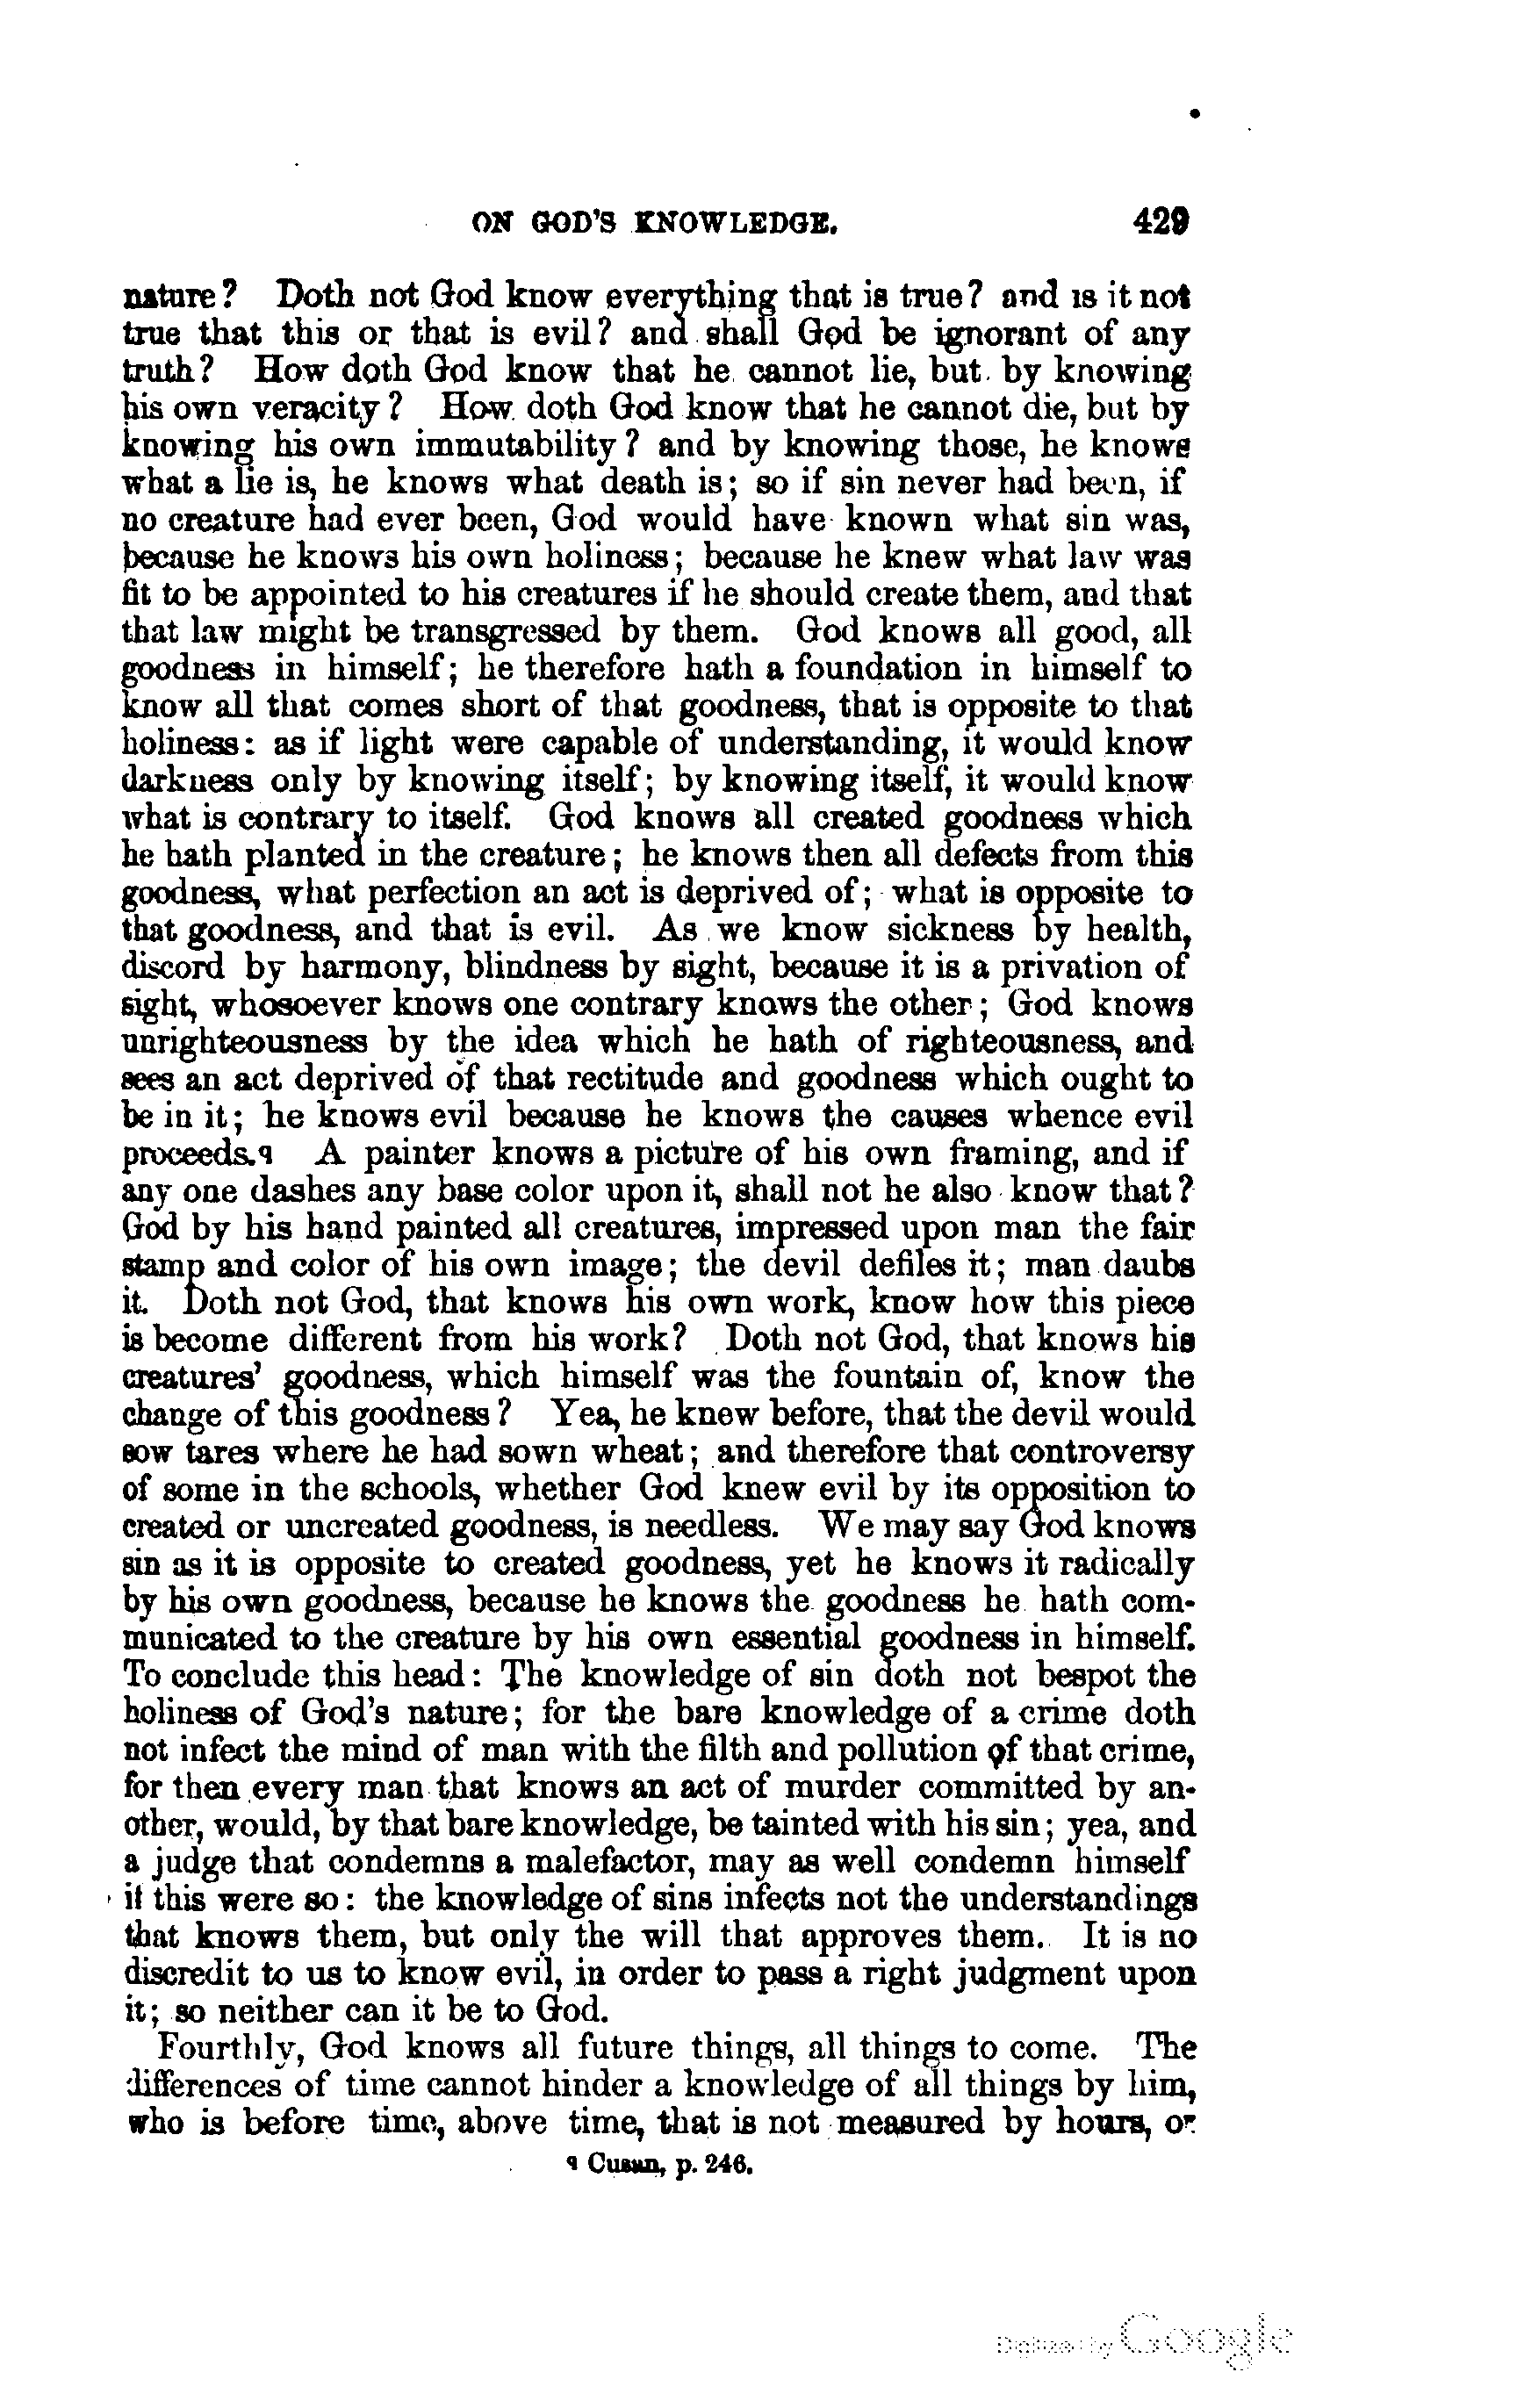 ON GOD'S KNOWLEDGE. 429
nature? Doth not God know everything that is true? and is it not
true that this or that is evil? and shall God be ignorant of any
truth? How doth God know that he cannot lie, but by knowing
his own veracity? How doth God know that he cannot die, but by
knowing his own immutability? and by knowing those, he knows
what a lie is, he knows what death is; so if sin never had been, if
no creature had ever been, God would have known what sin was,
because he knows his own holiness; because he knew what law was
fit to be appointed to his creatures if he should create them, and that
that law might be transgressed by them. God knows all good, all
goodness in himself; he therefore hath a foundation in himself to
know all that comes short of that goodness, that is opposite to that
holiness: as if light were capable of understanding, it would know
darkness only by knowing itself; by knowing itself, it would know
what is contrary to itself. God knows all created goodness which
he hath planted in the creature; he knows then all defects from this
goodness, what perfection an act is deprived of; what is opposite to
that goodness, and that is evil. As we know sickness by health,
discord by harmony, blindness by sight, because it is a privation of
sight, whosoever knows one contrary knows the other; God knows
unrighteousness by the idea which he hath of righteousness, and
sees an act deprived of that rectitude and goodness which ought to
be in it; he knows evil because he knows the causes whence evil
proceeds.q A painter knows a picture of his own framing, and if
any one dashes any base color upon it, shall not he also know that?
God by his hand painted all creatures, impressed upon man the fair
stamp and color of his own image; the devil defiles it; man daubs
it. Doth not God, that knows his own work, know how this piece
is become different from his work? Doth not God, that knows his
creatures' goodness, which himself was the fountain of, know the
change of this goodness? Yea, he knew before, that the devil would
sow tares where he had sown wheat; and therefore that controversy
of some in the schools, whether God knew evil by its opposition to
created or uncreated goodness, is needless. We may say God knows
sin as it is opposite to created goodness, yet he knows it radically
by his own goodness, because he knows the goodness he hath com-
municated to the creature by his own essential goodness in himself.
To conclude this head: The knowledge of sin doth not bespot the
holiness of God's nature; for the bare knowledge of a crime doth
not infect the mind of man with the filth and pollution of that crime,
for then every man that knows an act of murder committed by an-
other, would, by that bare knowledge, be tainted with his sin; yea, and
a judge that condemns a malefactor, may as well condemn himself
if this were so: the knowledge of sins infects not the understandings
that knows them, but only the will that approves them. It is no
discredit to us to know evil, in order to pass a right judgment upon
it; so neither can it be to God.
Fourthly, God knows all future things, all things to come. The
differences of time cannot hinder a knowledge of all things by him,
who is before time, above time, that is not measured by hours, or
q Cusan, p. 246.
Digitized by Google